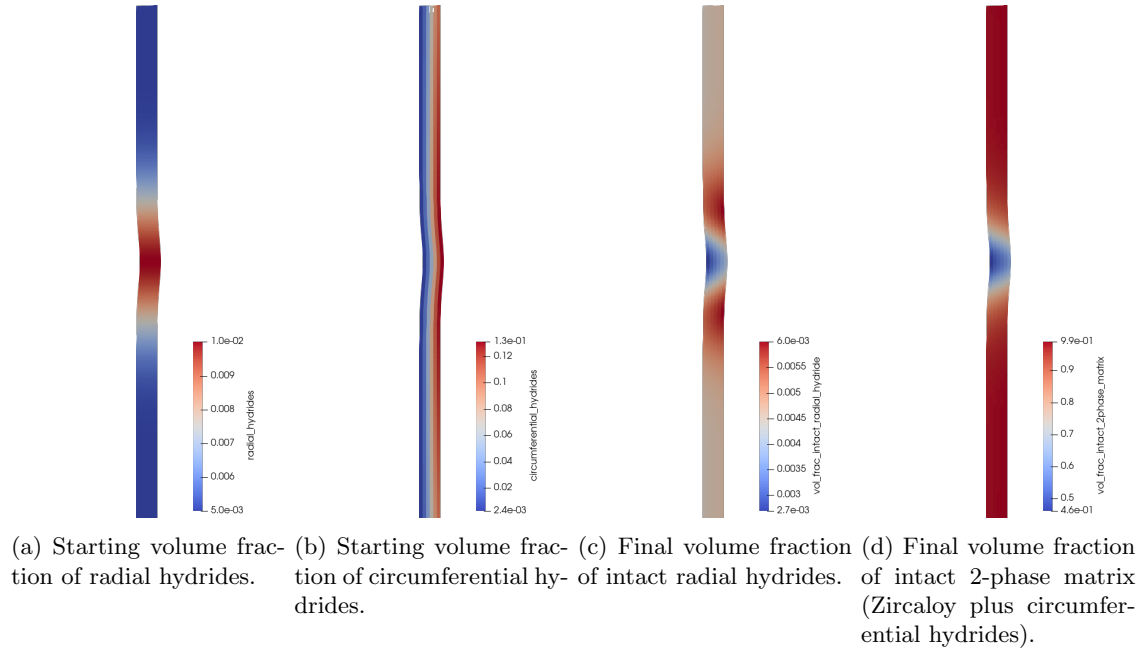 1.0e-02
0.009
0.008
0.007
0.006
5.0e-03
radial_hydrides
1.3e-01
0.12
0.1
0.08
0.06
0.04
0.02
2.4e-03
circumferential_hydrides
6.0e-03
0.0055
0.005
0.0045
0.004
0.0035
0.003
2.7e-03
vol_frac_intact_radial_hydride
9.9e-01
0.9
0.8
0.7
0.6
0.5
4.6e-01
vol_frac_intact_2phase_matrix
(a) Starting volume frac-
tion of radial hydrides.
(b) Starting volume frac-
tion of circumferential hy-
drides.
(c) Final volume fraction
of intact radial hydrides.
(d) Final volume fraction
of intact 2-phase matrix
(Zircaloy plus circumfer-
ential hydrides).